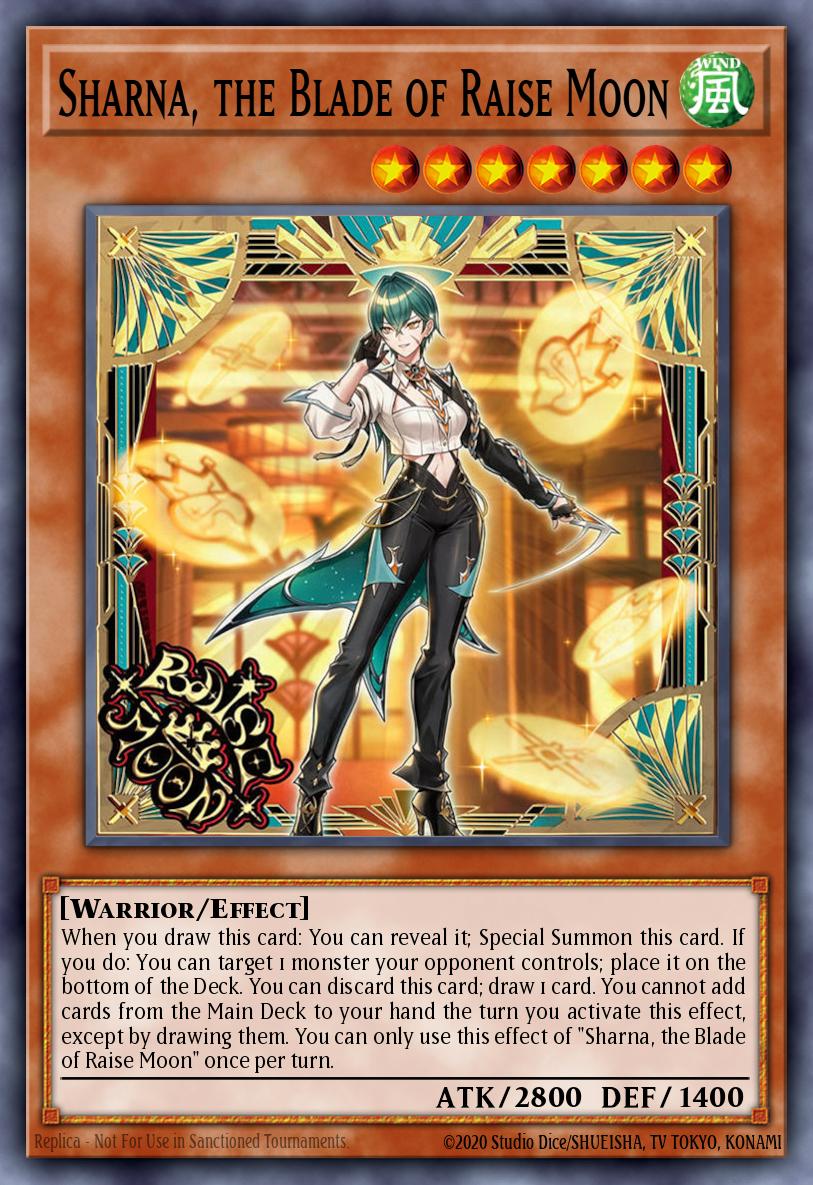 Sharna, the Blade of Raise Moon
WIND
風
RAISE
MOON
[Warrior/Effect]
When you draw this card: You can reveal it; Special Summon this card. If
you do: You can target 1 monster your opponent controls; place it on the
bottom of the Deck. You can discard this card; draw 1 card. You cannot add
cards from the Main Deck to your hand the turn you activate this effect,
except by drawing them. You can only use this effect of "Sharna, the Blade
of Raise Moon" once per turn.
ATK/2800 DEF/1400
Replica - Not For Use in Sanctioned Tournaments.
©2020 Studio Dice/SHUEISHA, TV TOKYO, KONAMI